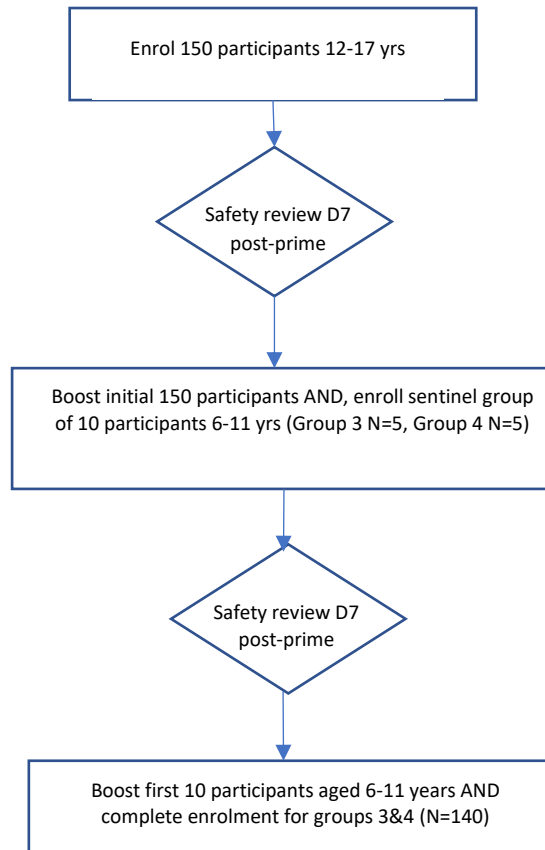 Enrol 150 participants 12-17 yrs
Safety review D7
post-prime
Boost initial 150 participants AND, enroll sentinel group
of 10 participants 6-11 yrs (Group 3 N=5, Group 4 N=5)
Safety review D7
post-prime
Boost first 10 participants aged 6-11 years AND
complete enrolment for groups 3&4 (N=140)